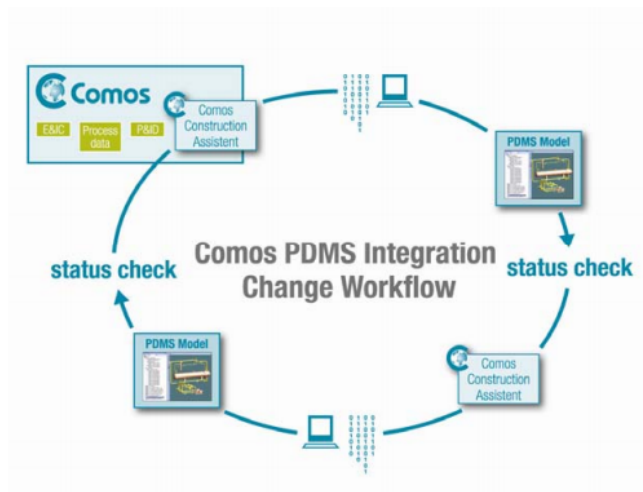 Comos
E&IC
Process
data
P&ID
Comos
Construction
Assistent
PDMS Model
status check
Comos PDMS Integration
Change Workflow
status check
PDMS Model
Comos
Construction
Assistent